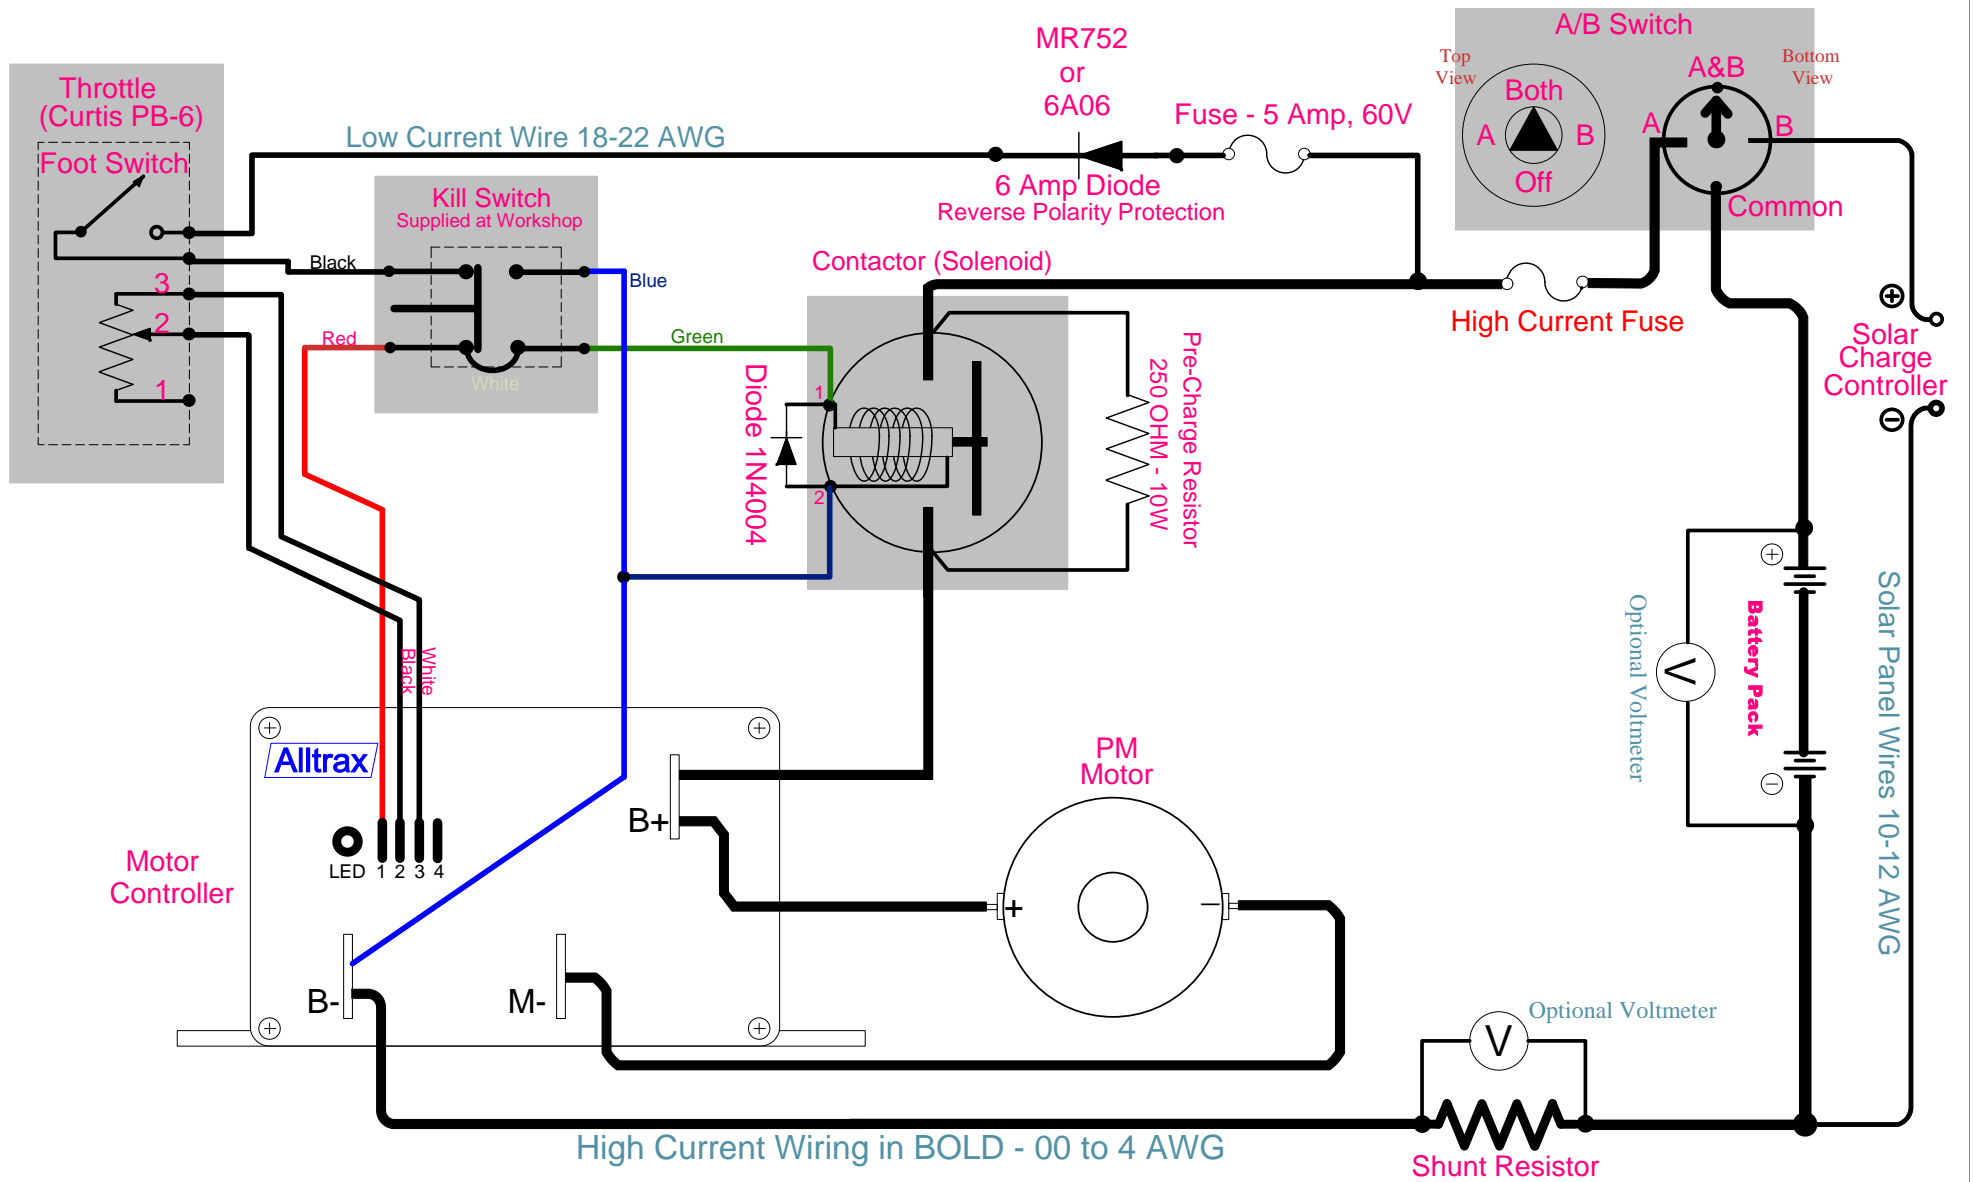 A/B Switch
Top
View
Bottom
View
A&B
Both
A
B
Off
A
B
Common
MR752
or
6A06
Fuse - 5 Amp, 60V
6 Amp Diode
Reverse Polarity Protection
Throttle
(Curtis PB-6)
Foot Switch
Low Current Wire 18-22 AWG
Kill Switch
Supplied at Workshop
Black
Blue
Red
Green
White
3
2
1
Contactor (Solenoid)
1
2
Diode 1N4004
Pre-Charge Resistor
250 OHM - 10W
High Current Fuse
+
Solar
Charge
Controller
−
Solar Panel Wires 10-12 AWG
+
Battery Pack
−
Optional Voltmeter
V
White
Black
Alltrax
LED 1 2 3 4
B+
B-
M-
Motor
Controller
PM
Motor
+
−
Optional Voltmeter
V
Shunt Resistor
High Current Wiring in BOLD - 00 to 4 AWG